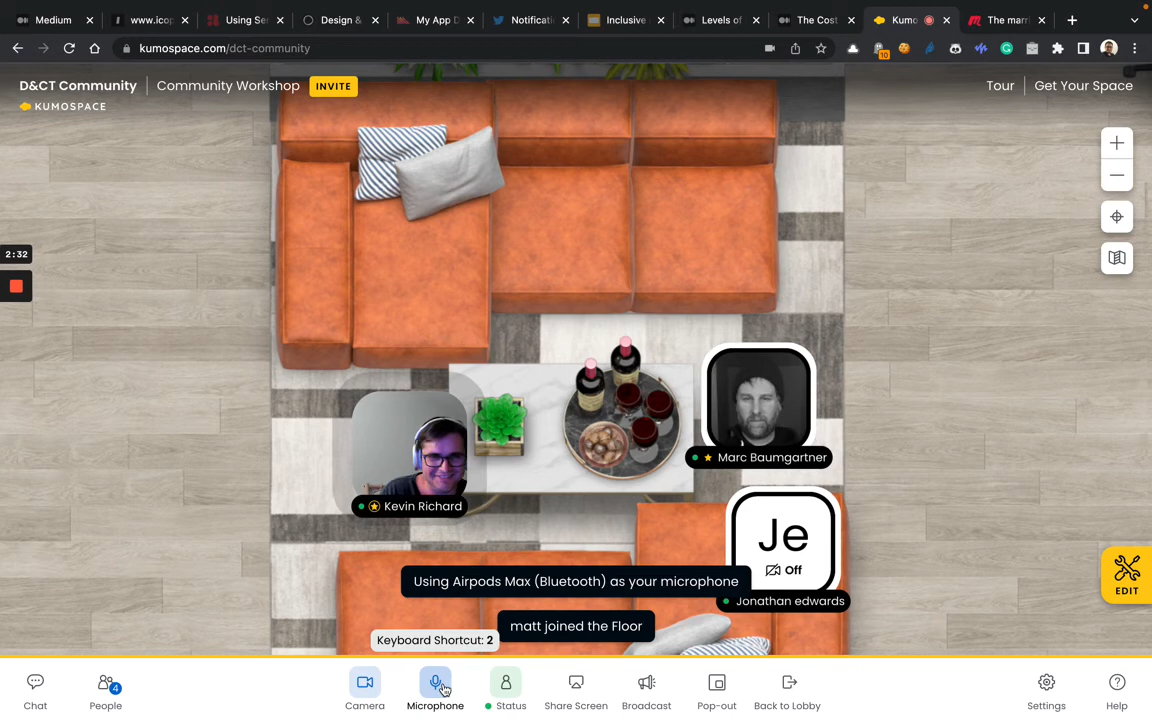 Medium
www.icop
Using Ser
Design &
My App D
Notificati
Inclusive
Levels of
The Cost
Kumo
The marri
kumospace.com/dct-community
10
D&CT Community
Community Workshop
INVITE
KUMOSPACE
Tour
Get Your Space
2:32
Marc Baumgartner
Kevin Richard
Je
Off
Using Airpods Max (Bluetooth) as your microphone
Jonathan edwards
matt joined the Floor
Keyboard Shortcut: 2
EDIT
4
Chat
People
Camera
Microphone
Status
Share Screen
Broadcast
Pop-out
Back to Lobby
Settings
Help